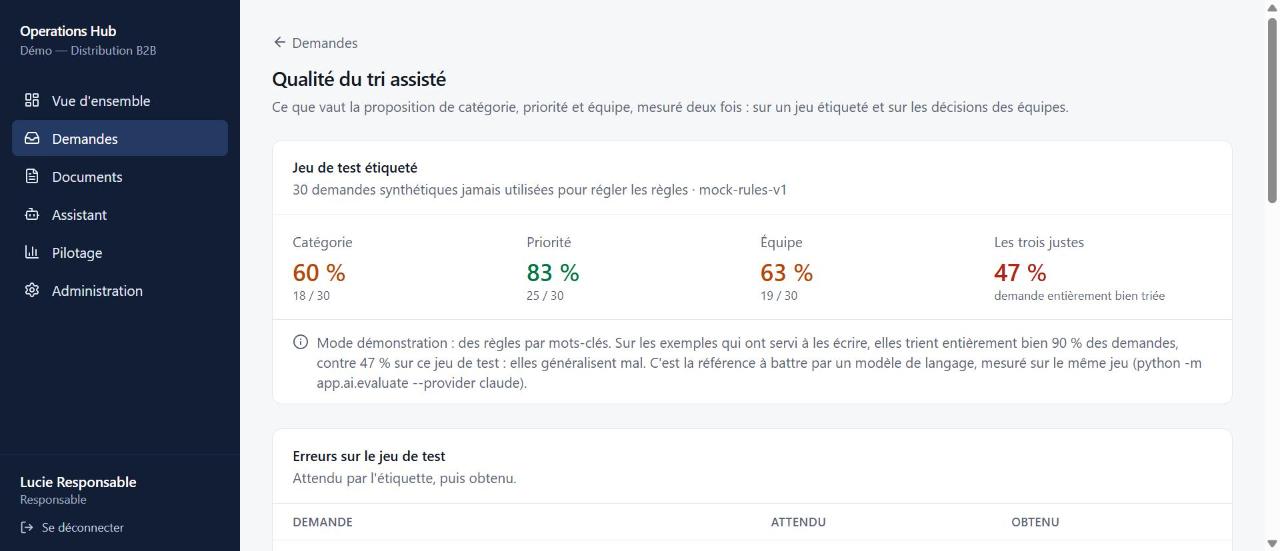 Operations Hub
Démo — Distribution B2B
Vue d'ensemble
Demandes
Documents
Assistant
Pilotage
Administration
Lucie Responsable
Responsable
Se déconnecter
← Demandes
Qualité du tri assisté
Ce que vaut la proposition de catégorie, priorité et équipe, mesuré deux fois : sur un jeu étiqueté et sur les décisions des équipes.
Jeu de test étiqueté
30 demandes synthétiques jamais utilisées pour régler les règles · mock-rules-v1
Catégorie
60 %
18 / 30
Priorité
83 %
25 / 30
Équipe
63 %
19 / 30
Les trois justes
47 %
demande entièrement bien triée
Mode démonstration : des règles par mots-clés. Sur les exemples qui ont servi à les écrire, elles trient entièrement bien 90 % des demandes,
contre 47 % sur ce jeu de test : elles généralisent mal. C'est la référence à battre par un modèle de langage, mesuré sur le même jeu (python -m
app.ai.evaluate --provider claude).
Erreurs sur le jeu de test
Attendu par l'étiquette, puis obtenu.
DEMANDE ATTENDU OBTENU